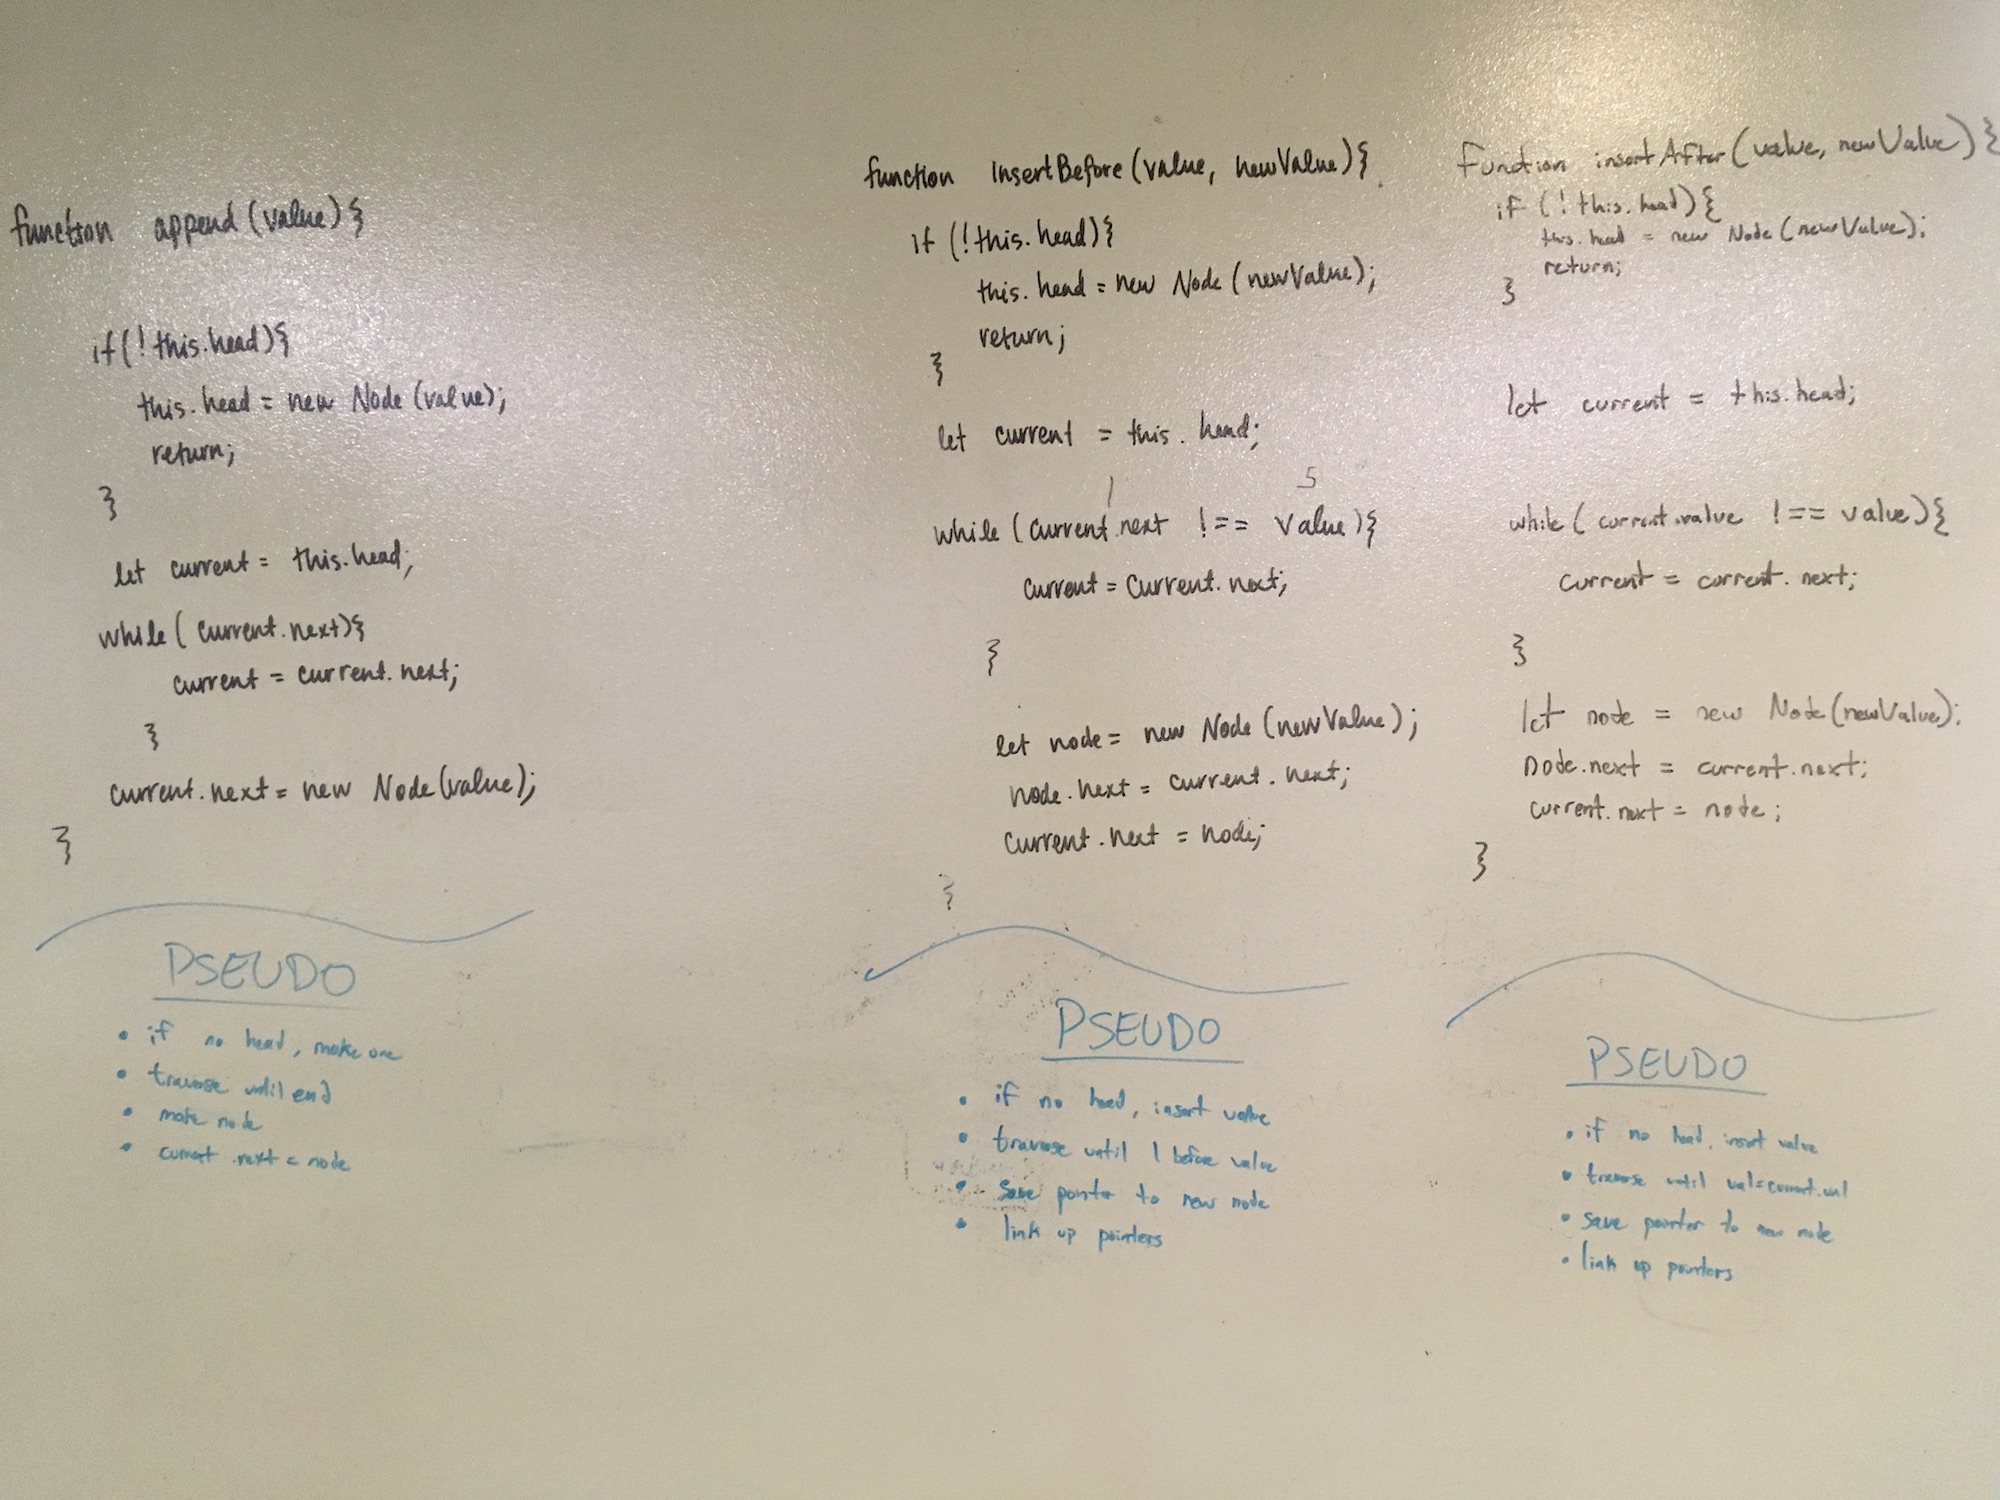 function append(value){
if(!this.head){
this.head = new Node(value);
return;
}
let current = this.head;
while(current.next){
current = current.next;
}
current.next = new Node(value);
}
PSEUDO
• if no head, make one
• traverse until end
• make node
• current.next = node
function insertBefore(value, newValue){
if (!this.head){
this.head = new Node(newValue);
return;
}
let current = this.head;
1 5
while(current.next !== value){
current = current.next;
}
let node = new Node(newValue);
node.next = current.next;
current.next = node;
}
PSEUDO
• if no head, insert value
• traverse until 1 before value
• save pointer to new node
• link up pointers
function insertAfter(value, newValue){
if (!this.head){
this.head = new Node(newValue);
return;
}
let current = this.head;
while(current.value !== value){
current = current.next;
}
let node = new Node(newValue);
node.next = current.next;
current.next = node;
}
PSEUDO
• if no head, insert value
• traverse until val=current.val
• save pointer to new node
• link up pointers